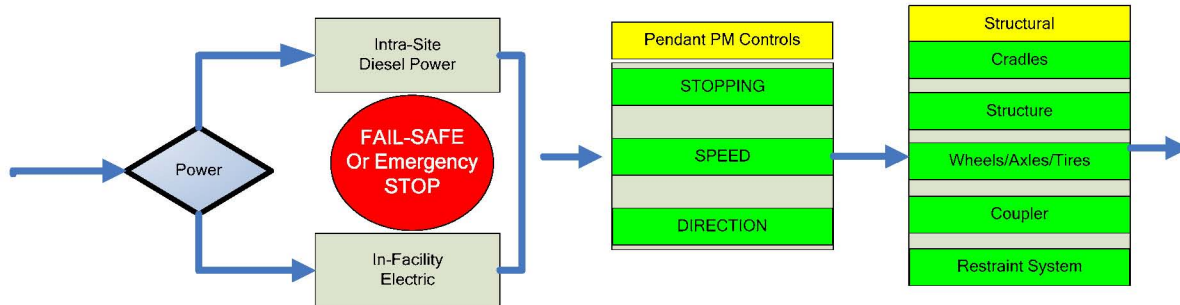 Power
Intra-Site
Diesel Power
FAIL-SAFE
Or Emergency
STOP
In-Facility
Electric
Pendant PM Controls
STOPPING
SPEED
DIRECTION
Structural
Cradles
Structure
Wheels/Axles/Tires
Coupler
Restraint System